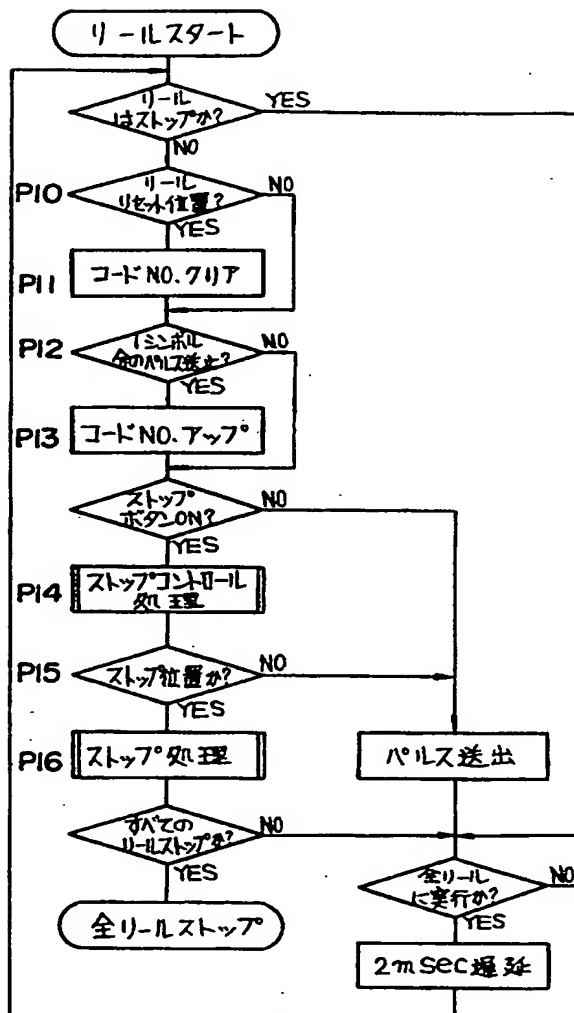 リールスタート
リール
はストップか?
YES
NO
P10
リール
リセット位置?
NO
YES
P11
コードNO.クリア
P12
1シンボル
分のパルス送出?
NO
YES
P13
コードNO.アップ
ストップ
ボタンON?
NO
YES
P14
ストップコントロール
処理
P15
ストップ位置か?
NO
YES
P16
ストップ処理
パルス送出
すべての
リールストップか?
NO
YES
全リール
に実行か?
NO
YES
全リールストップ
2msec遅延